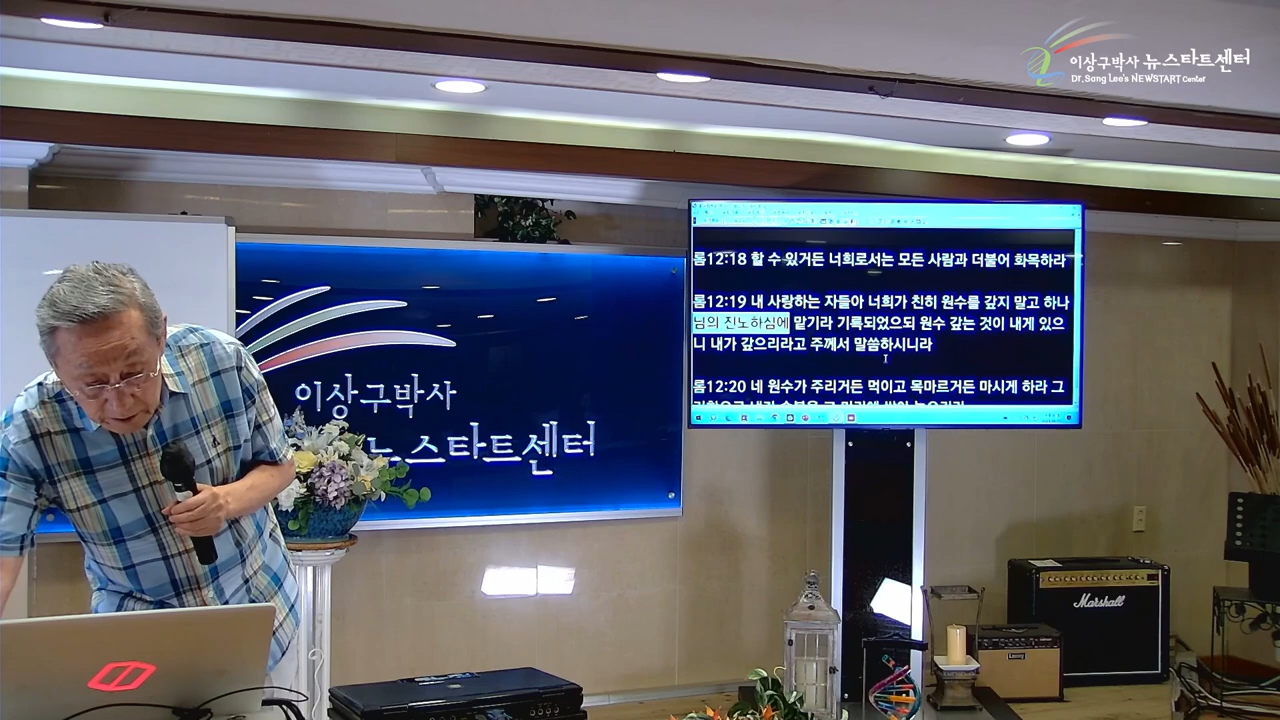 이상구박사 뉴스타트센터
Dr. Sang Lee's NEWSTART Center
롬12:18 할 수 있거든 너희로서는 모든 사람과 더불어 화목하라
롬12:19 내 사랑하는 자들아 너희가 친히 원수를 갚지 말고 하나
님의 진노하심에 맡기라 기록되었으되 원수 갚는 것이 내게 있으
니 내가 갚으리라고 주께서 말씀하시니라
롬12:20 네 원수가 주리거든 먹이고 목마르거든 마시게 하라 그
이상구박사
뉴스타트센터
Marshall
Laney